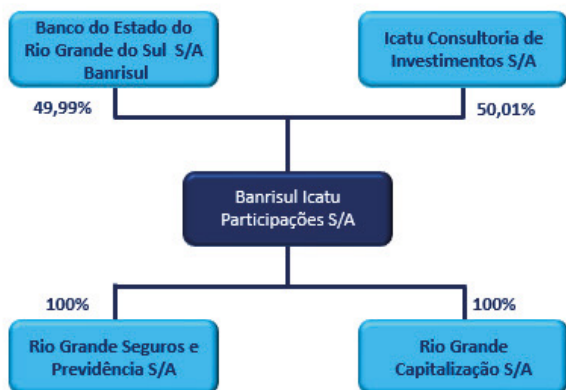 Banco do Estado do
Rio Grande do Sul S/A
Banrisul
Icatu Consultoria de
Investimentos S/A
49,99%
50,01%
Banrisul Icatu
Participações S/A
100%
100%
Rio Grande Seguros e
Previdência S/A
Rio Grande
Capitalização S/A